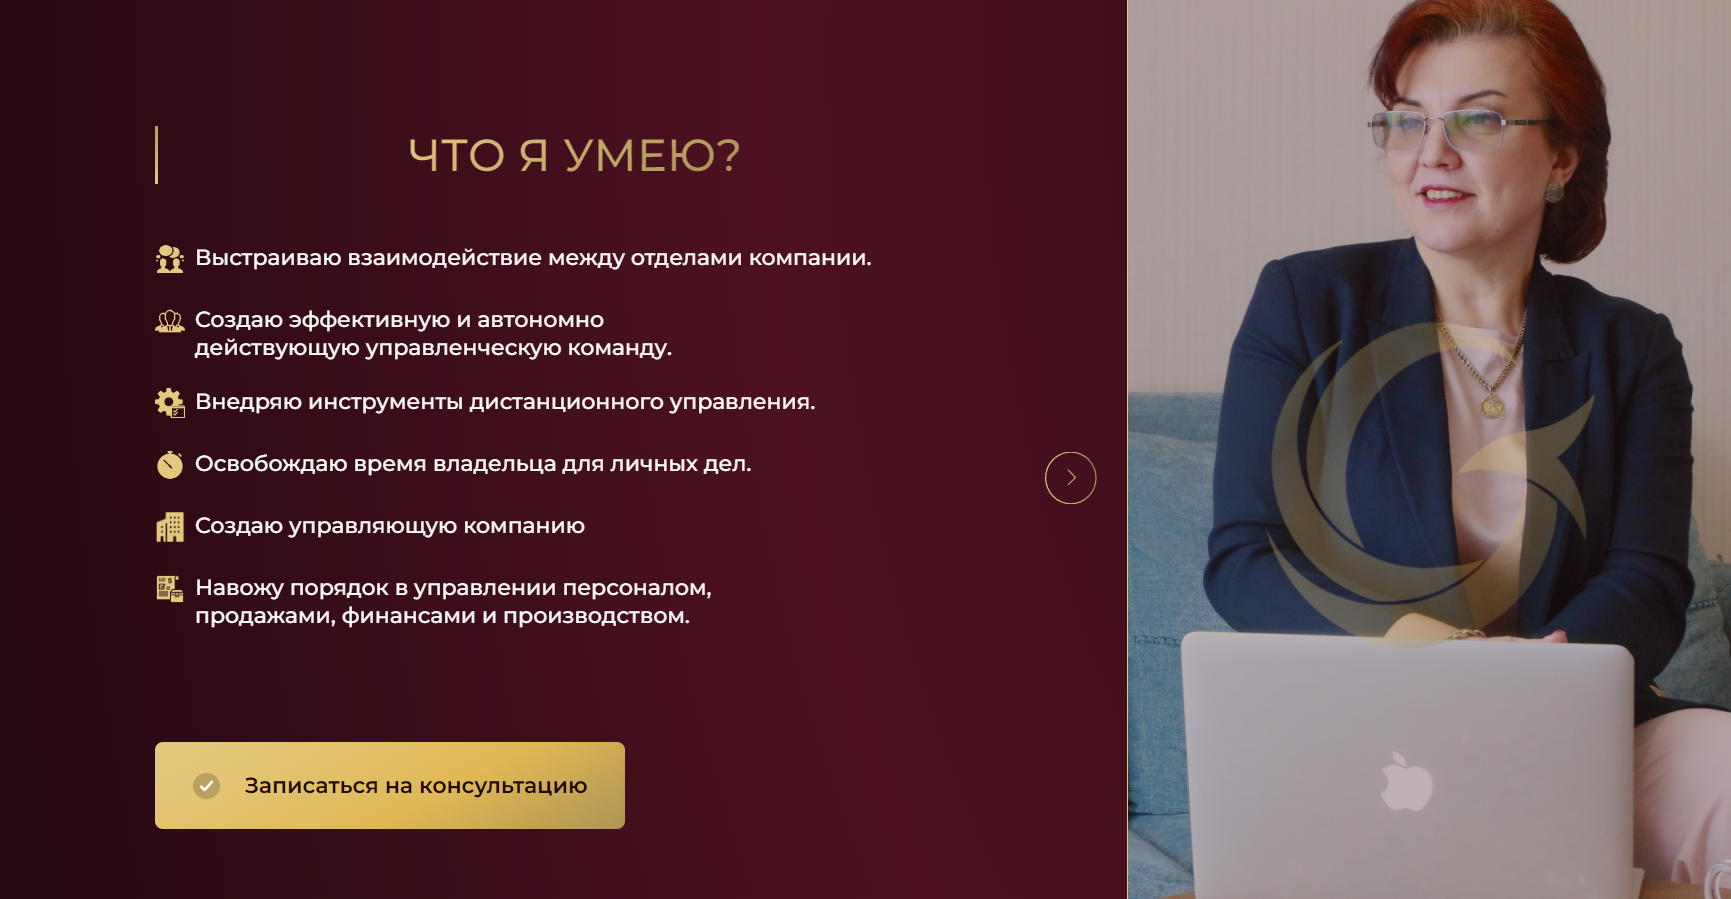 ЧТО Я УМЕЮ?
Выстраиваю взаимодействие между отделами компании.
Создаю эффективную и автономно
действующую управленческую команду.
Внедряю инструменты дистанционного управления.
Освобождаю время владельца для личных дел.
Создаю управляющую компанию
Навожу порядок в управлении персоналом,
продажами, финансами и производством.
Записаться на консультацию